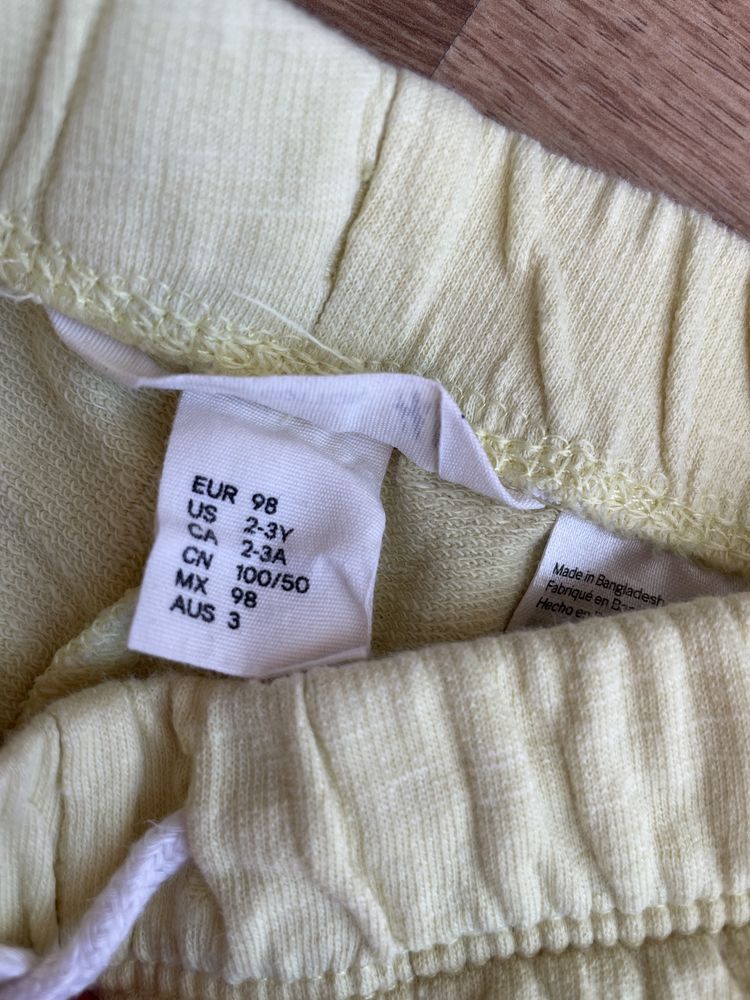 EUR 98
US 2-3Y
CA 2-3A
CN 100/50
MX 98
AUS 3
Made in Bangladesh
Fabriqué en
Hecho en